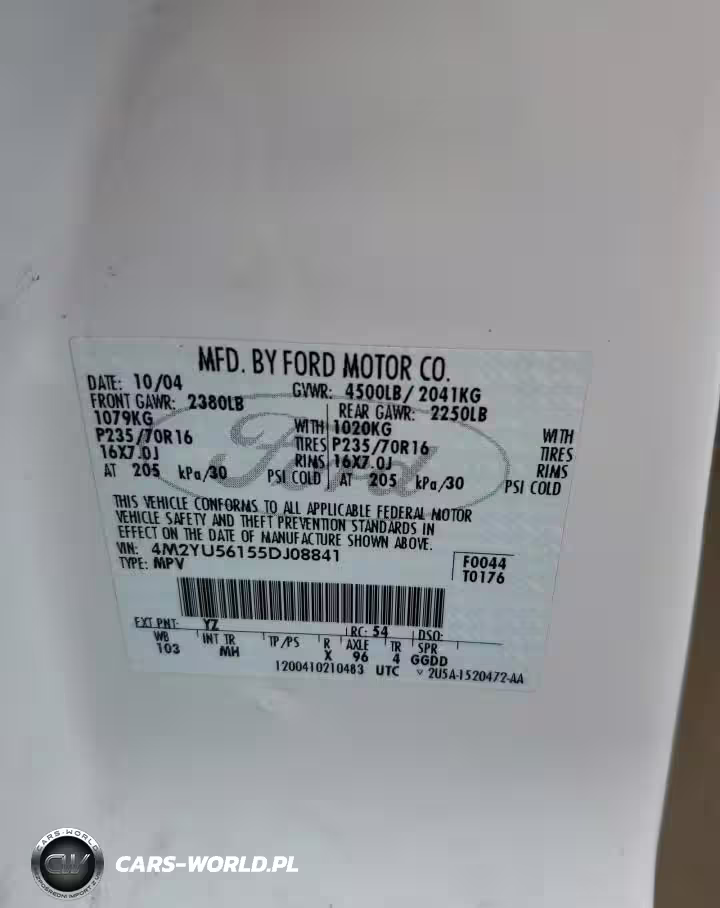 MFD. BY FORD MOTOR CO.
DATE: 10/04 GVWR: 4500LB/ 2041KG
FRONT GAWR: 2380LB REAR GAWR: 2250LB
1079KG WITH 1020KG WITH
P235/70R16 TIRES P235/70R16 TIRES
16X7.0J RIMS 16X7.0J RIMS
AT 205 kPa/30 PSI COLD AT 205 kPa/30 PSI COLD
THIS VEHICLE CONFORMS TO ALL APPLICABLE FEDERAL MOTOR
VEHICLE SAFETY AND THEFT PREVENTION STANDARDS IN
EFFECT ON THE DATE OF MANUFACTURE SHOWN ABOVE.
VIN: 4M2YU56155DJ08841 F0044
TYPE: MPV T0176
EXT PNT: YZ RC: 54 DSO:
WB INT TR TP/PS R AXLE TR SPR
103 MH X 96 4 GGDD
1200410210483 UTC ▽ 2U5A-1520472-AA
Ford
CARS-WORLD
CW
CARS-WORLD.PL